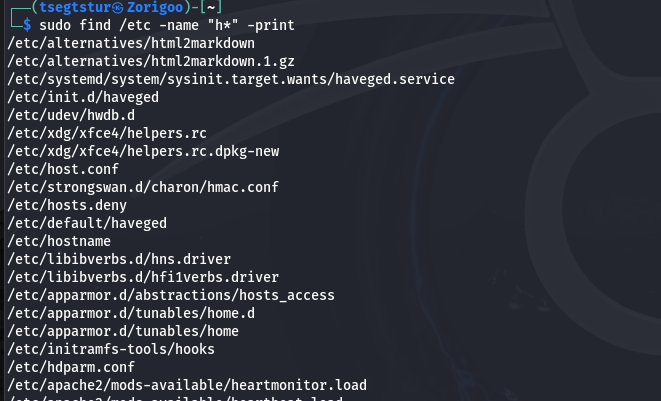 ┌──(tsegtstur㉿Zorigoo)-[~]
└─$ sudo find /etc -name "h*" -print
/etc/alternatives/html2markdown
/etc/alternatives/html2markdown.1.gz
/etc/systemd/system/sysinit.target.wants/haveged.service
/etc/init.d/haveged
/etc/udev/hwdb.d
/etc/xdg/xfce4/helpers.rc
/etc/xdg/xfce4/helpers.rc.dpkg-new
/etc/host.conf
/etc/strongswan.d/charon/hmac.conf
/etc/hosts.deny
/etc/default/haveged
/etc/hostname
/etc/libibverbs.d/hns.driver
/etc/libibverbs.d/hfi1verbs.driver
/etc/apparmor.d/abstractions/hosts_access
/etc/apparmor.d/tunables/home.d
/etc/apparmor.d/tunables/home
/etc/initramfs-tools/hooks
/etc/hdparm.conf
/etc/apache2/mods-available/heartmonitor.load